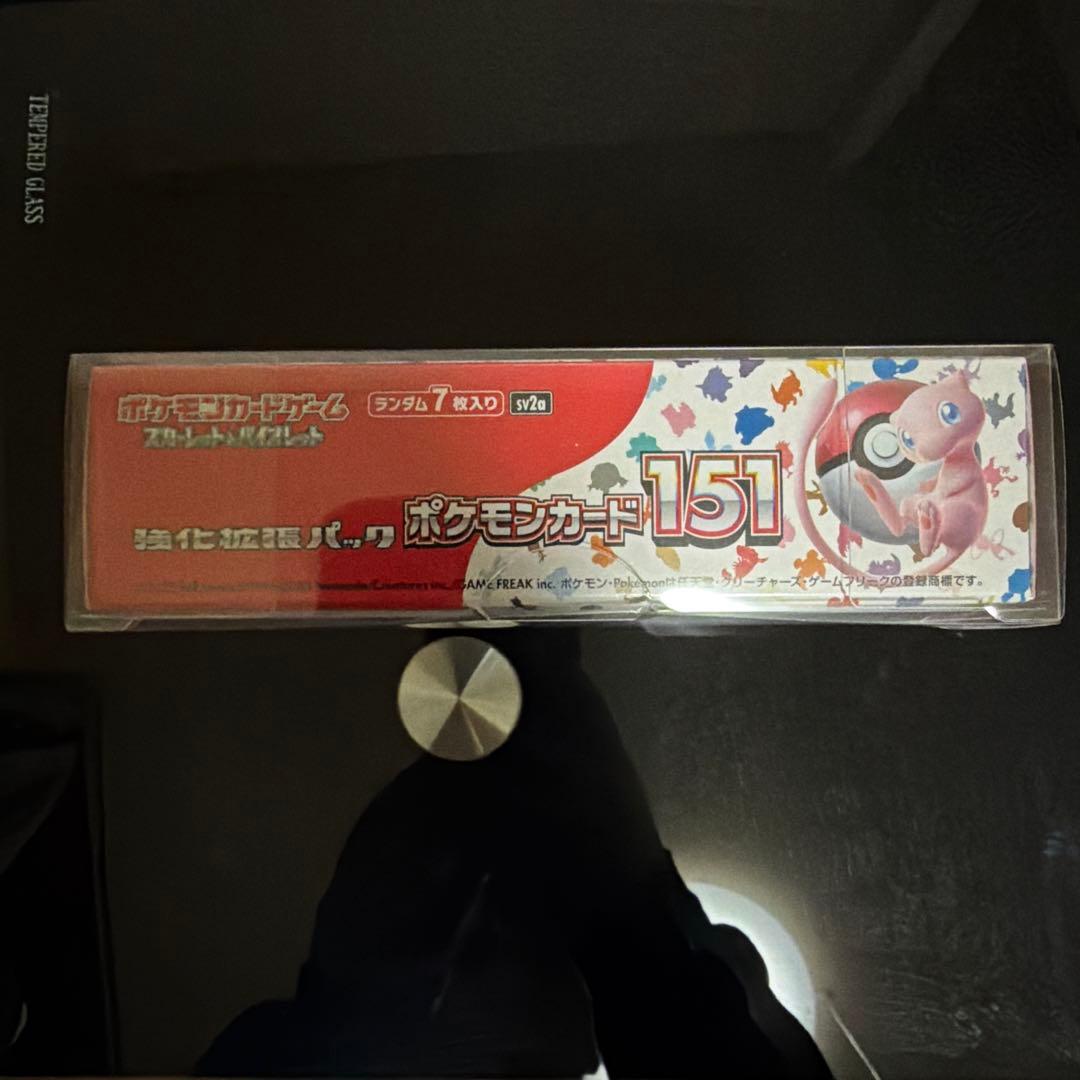 TEMPERED GLASS
ポケモンカードゲーム
スカーレット&バイオレット
ランダム7枚入り sv2a
強化拡張パック ポケモンカード151
GAME FREAK inc. ポケモン・Pokémonは任天堂・クリーチャーズ・ゲームフリークの登録商標です。